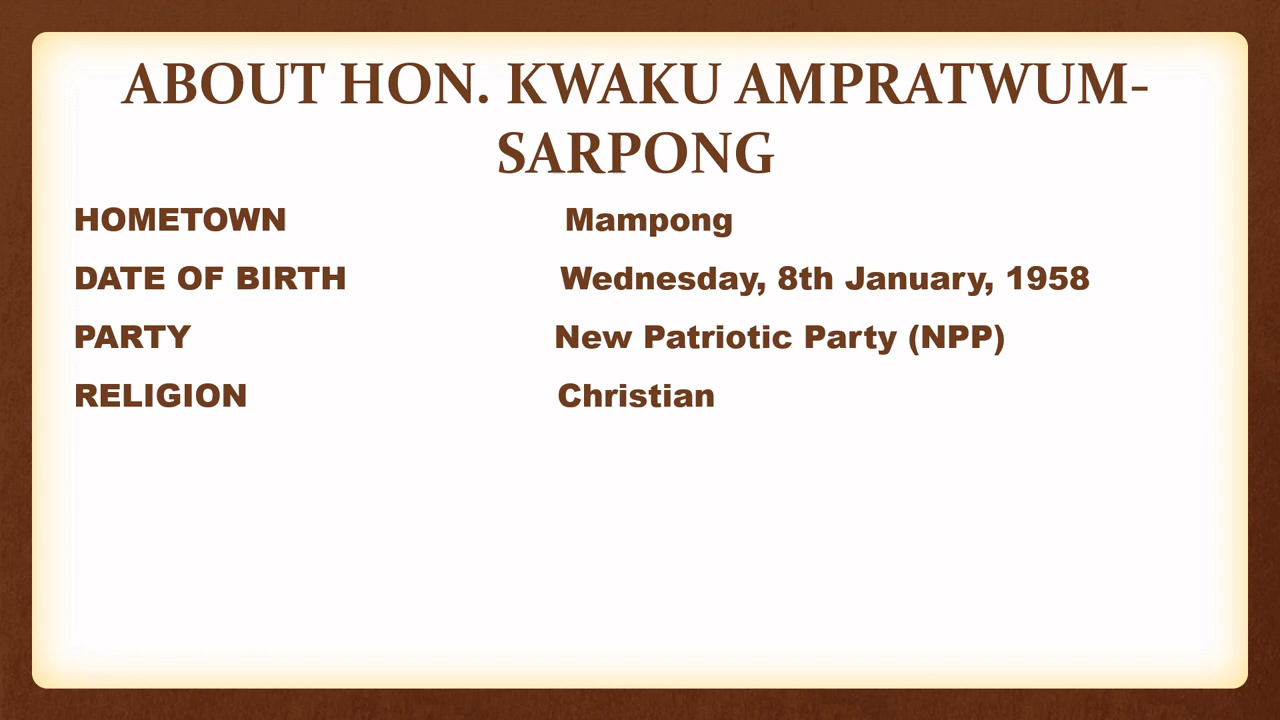 ABOUT HON. KWAKU AMPRATWUM-
SARPONG
HOMETOWN Mampong
DATE OF BIRTH Wednesday, 8th January, 1958
PARTY New Patriotic Party (NPP)
RELIGION Christian